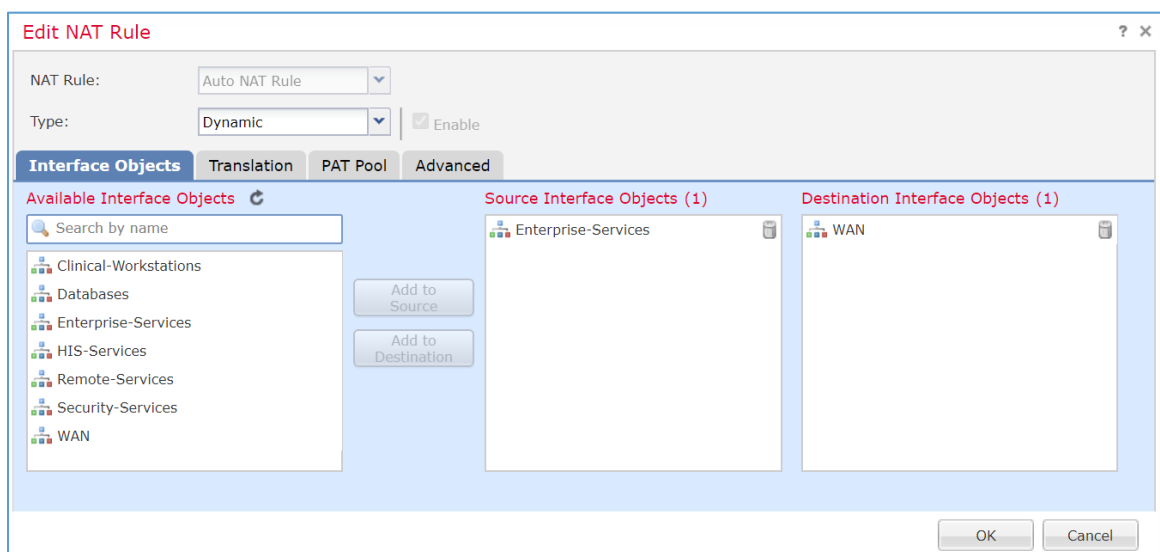 Edit NAT Rule ? ×
NAT Rule: Auto NAT Rule
Type: Dynamic Enable
Interface Objects Translation PAT Pool Advanced
Available Interface Objects Source Interface Objects (1) Destination Interface Objects (1)
Search by name Enterprise-Services WAN
Clinical-Workstations
Databases
Enterprise-Services
HIS-Services
Remote-Services
Security-Services
WAN
Add to
Source
Add to
Destination
OK Cancel